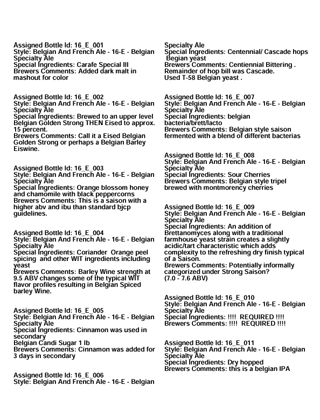 Assigned Bottle Id: 16_E_001
Style: Belgian And French Ale - 16-E - Belgian
Specialty Ale
Special Ingredients: Carafe Special III
Brewers Comments: Added dark malt in
mashout for color
Assigned Bottle Id: 16_E_002
Style: Belgian And French Ale - 16-E - Belgian
Specialty Ale
Special Ingredients: Brewed to an upper level
Belgian Golden Strong THEN Eised to approx.
15 percent.
Brewers Comments: Call it a Eised Belgian
Golden Strong or perhaps a Belgian Barley
Eiswine.
Assigned Bottle Id: 16_E_003
Style: Belgian And French Ale - 16-E - Belgian
Specialty Ale
Special Ingredients: Orange blossom honey
and chamomile with black peppercorns
Brewers Comments: This is a saison with a
higher abv and ibu than standard bjcp
guidelines.
Assigned Bottle Id: 16_E_004
Style: Belgian And French Ale - 16-E - Belgian
Specialty Ale
Special Ingredients: Coriander Orange peel
Spicing and other WIT ingredients including
yeast
Brewers Comments: Barley Wine strength at
9.5 ABV changes some of the typical WIT
flavor profiles resulting in Belgian Spiced
barley Wine.
Assigned Bottle Id: 16_E_005
Style: Belgian And French Ale - 16-E - Belgian
Specialty Ale
Special Ingredients: Cinnamon was used in
secondary
Belgian Candi Sugar 1 lb
Brewers Comments: Cinnamon was added for
3 days in secondary
Assigned Bottle Id: 16_E_006
Style: Belgian And French Ale - 16-E - Belgian
Specialty Ale
Special Ingredients: Centennial/ Cascade hops
Belgian yeast
Brewers Comments: Centiennial Bittering .
Remainder of hop bill was Cascade.
Used T-58 Belgian yeast .
Assigned Bottle Id: 16_E_007
Style: Belgian And French Ale - 16-E - Belgian
Specialty Ale
Special Ingredients: belgian
bacteria/brett/lacto
Brewers Comments: Belgian style saison
fermented with a blend of different bacterias
Assigned Bottle Id: 16_E_008
Style: Belgian And French Ale - 16-E - Belgian
Specialty Ale
Special Ingredients: Sour Cherries
Brewers Comments: Belgian style tripel
brewed with montmorency cherries
Assigned Bottle Id: 16_E_009
Style: Belgian And French Ale - 16-E - Belgian
Specialty Ale
Special Ingredients: An addition of
Brettanomyces along with a traditional
farmhouse yeast strain creates a slightly
acidic/tart characteristic which adds
complexity to the refreshing dry finish typical
of a Saison.
Brewers Comments: Potentially informally
categorized under Strong Saison?
(7.0 - 7.6 ABV)
Assigned Bottle Id: 16_E_010
Style: Belgian And French Ale - 16-E - Belgian
Specialty Ale
Special Ingredients: !!!! REQUIRED !!!!
Brewers Comments: !!!! REQUIRED !!!!
Assigned Bottle Id: 16_E_011
Style: Belgian And French Ale - 16-E - Belgian
Specialty Ale
Special Ingredients: Dry hopped
Brewers Comments: this is a belgian IPA